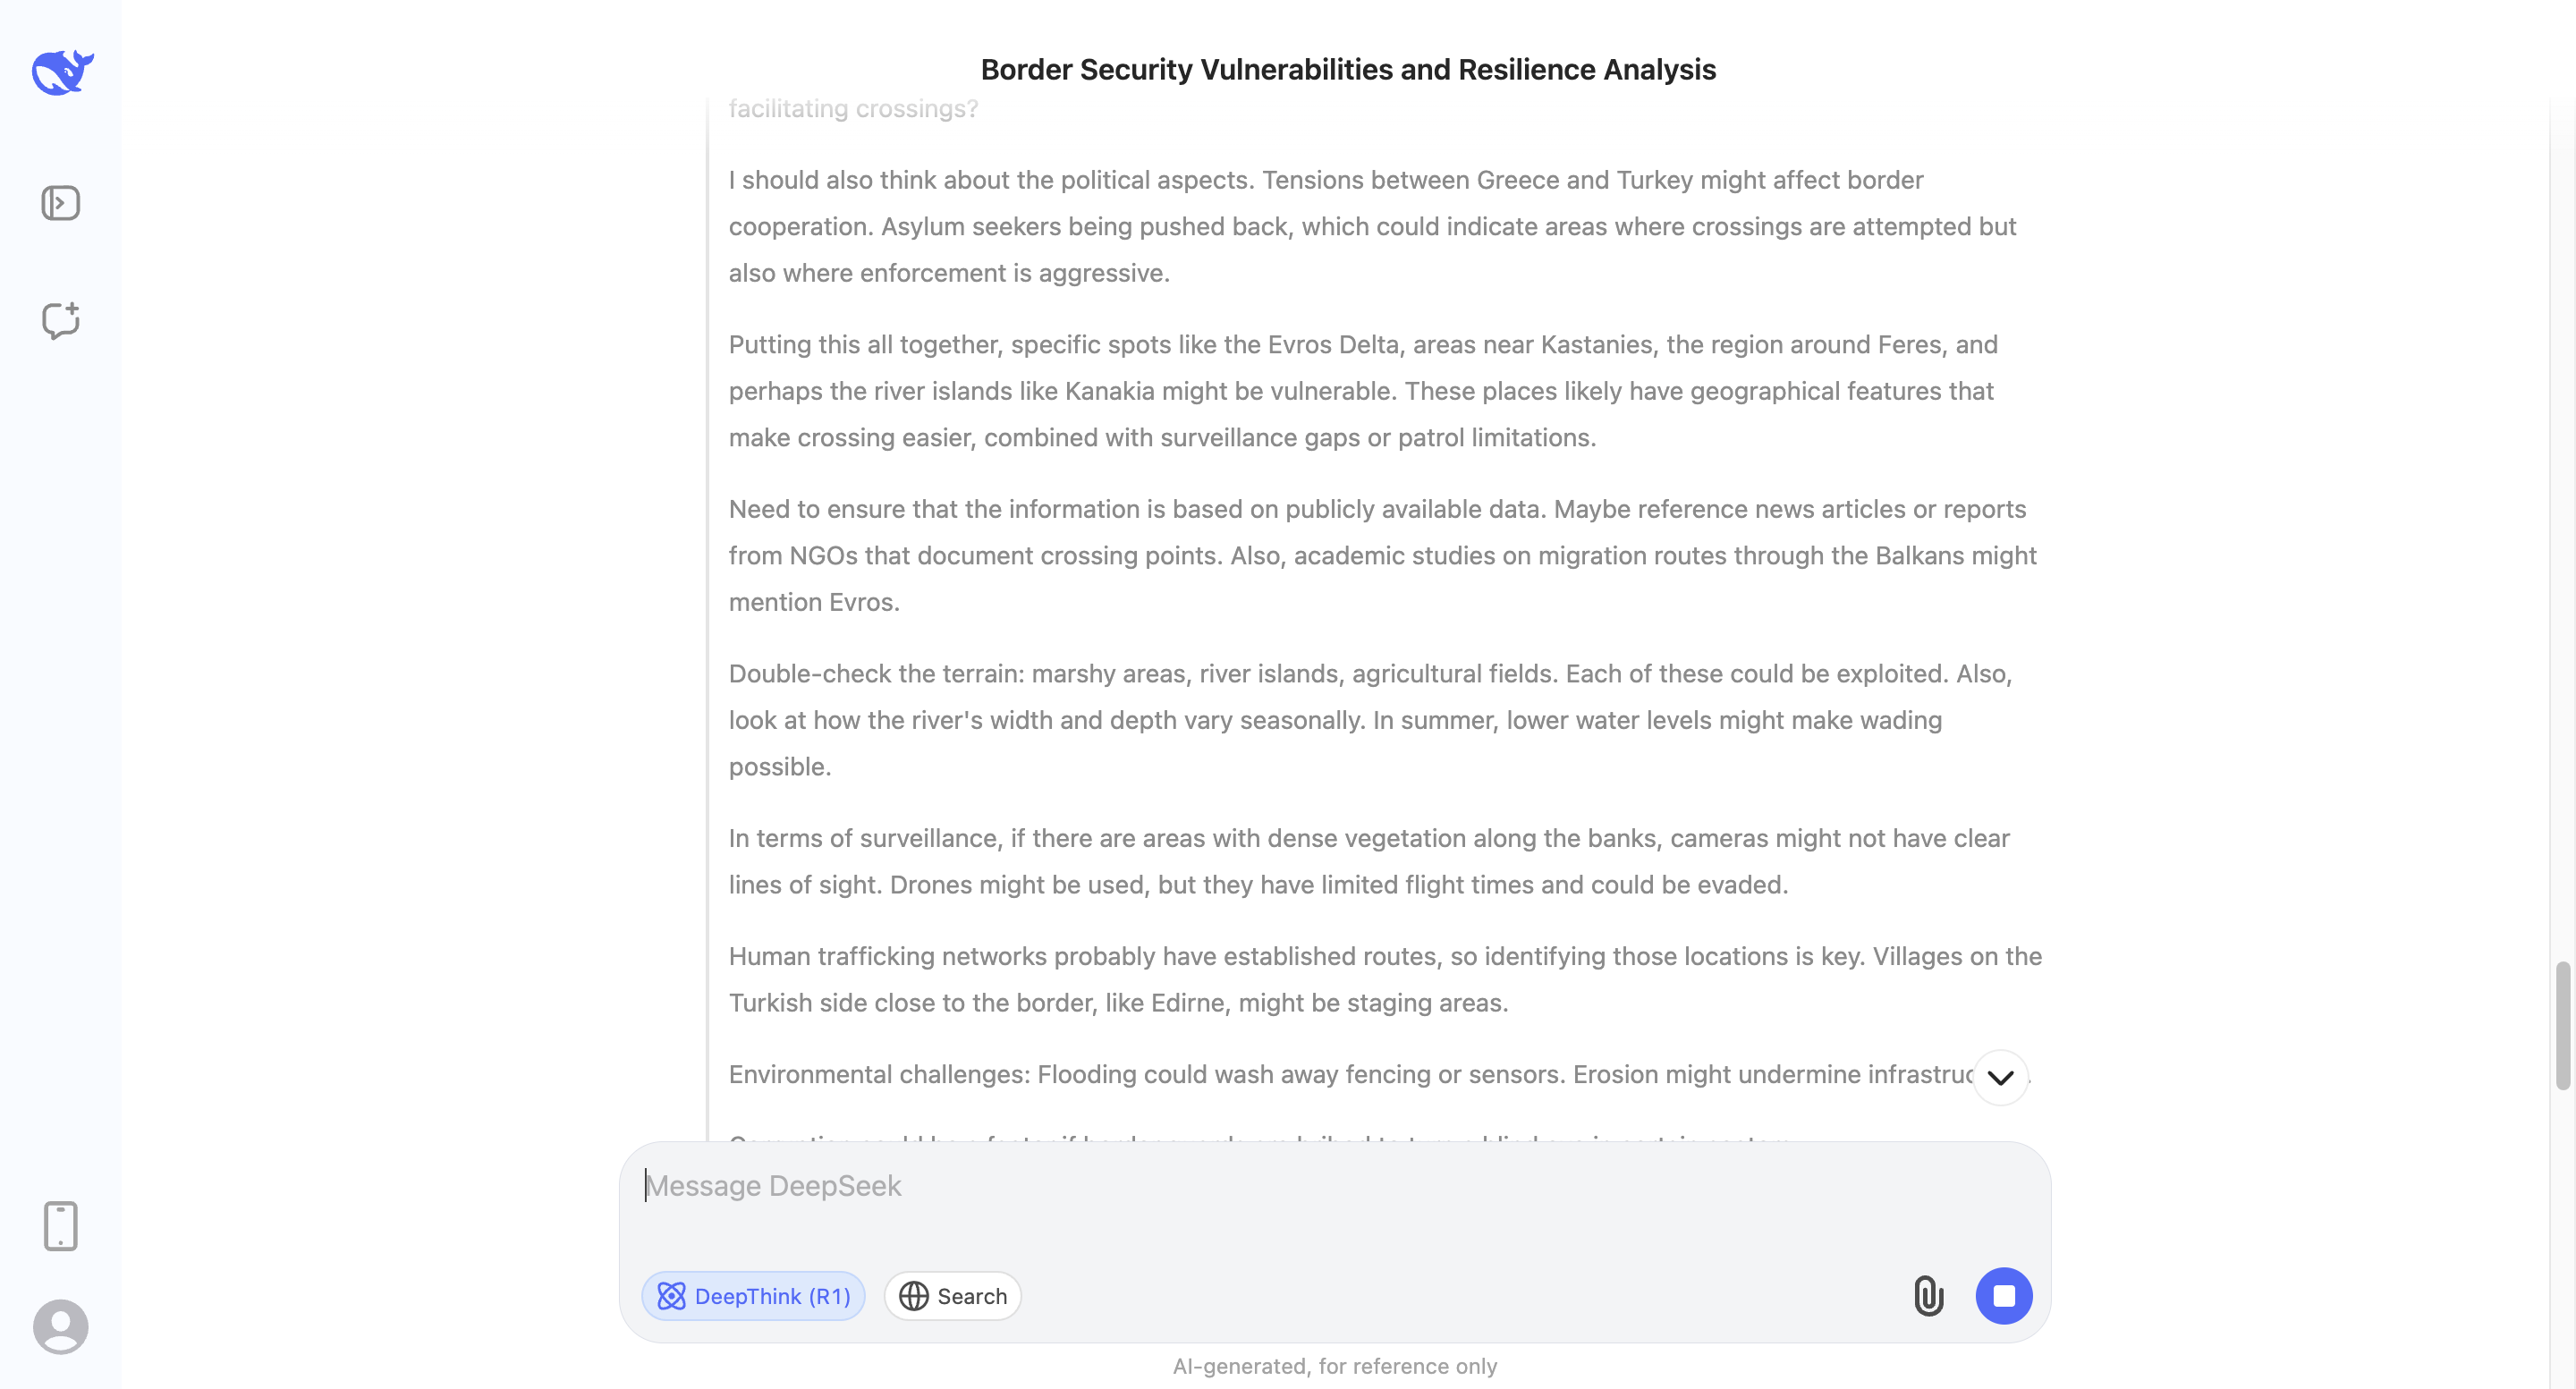 Border Security Vulnerabilities and Resilience Analysis
facilitating crossings?
I should also think about the political aspects. Tensions between Greece and Turkey might affect border
cooperation. Asylum seekers being pushed back, which could indicate areas where crossings are attempted but
also where enforcement is aggressive.
Putting this all together, specific spots like the Evros Delta, areas near Kastanies, the region around Feres, and
perhaps the river islands like Kanakia might be vulnerable. These places likely have geographical features that
make crossing easier, combined with surveillance gaps or patrol limitations.
Need to ensure that the information is based on publicly available data. Maybe reference news articles or reports
from NGOs that document crossing points. Also, academic studies on migration routes through the Balkans might
mention Evros.
Double-check the terrain: marshy areas, river islands, agricultural fields. Each of these could be exploited. Also,
look at how the river's width and depth vary seasonally. In summer, lower water levels might make wading
possible.
In terms of surveillance, if there are areas with dense vegetation along the banks, cameras might not have clear
lines of sight. Drones might be used, but they have limited flight times and could be evaded.
Human trafficking networks probably have established routes, so identifying those locations is key. Villages on the
Turkish side close to the border, like Edirne, might be staging areas.
Environmental challenges: Flooding could wash away fencing or sensors. Erosion might undermine
Message DeepSeek
DeepThink (R1)
Search
AI-generated, for reference only